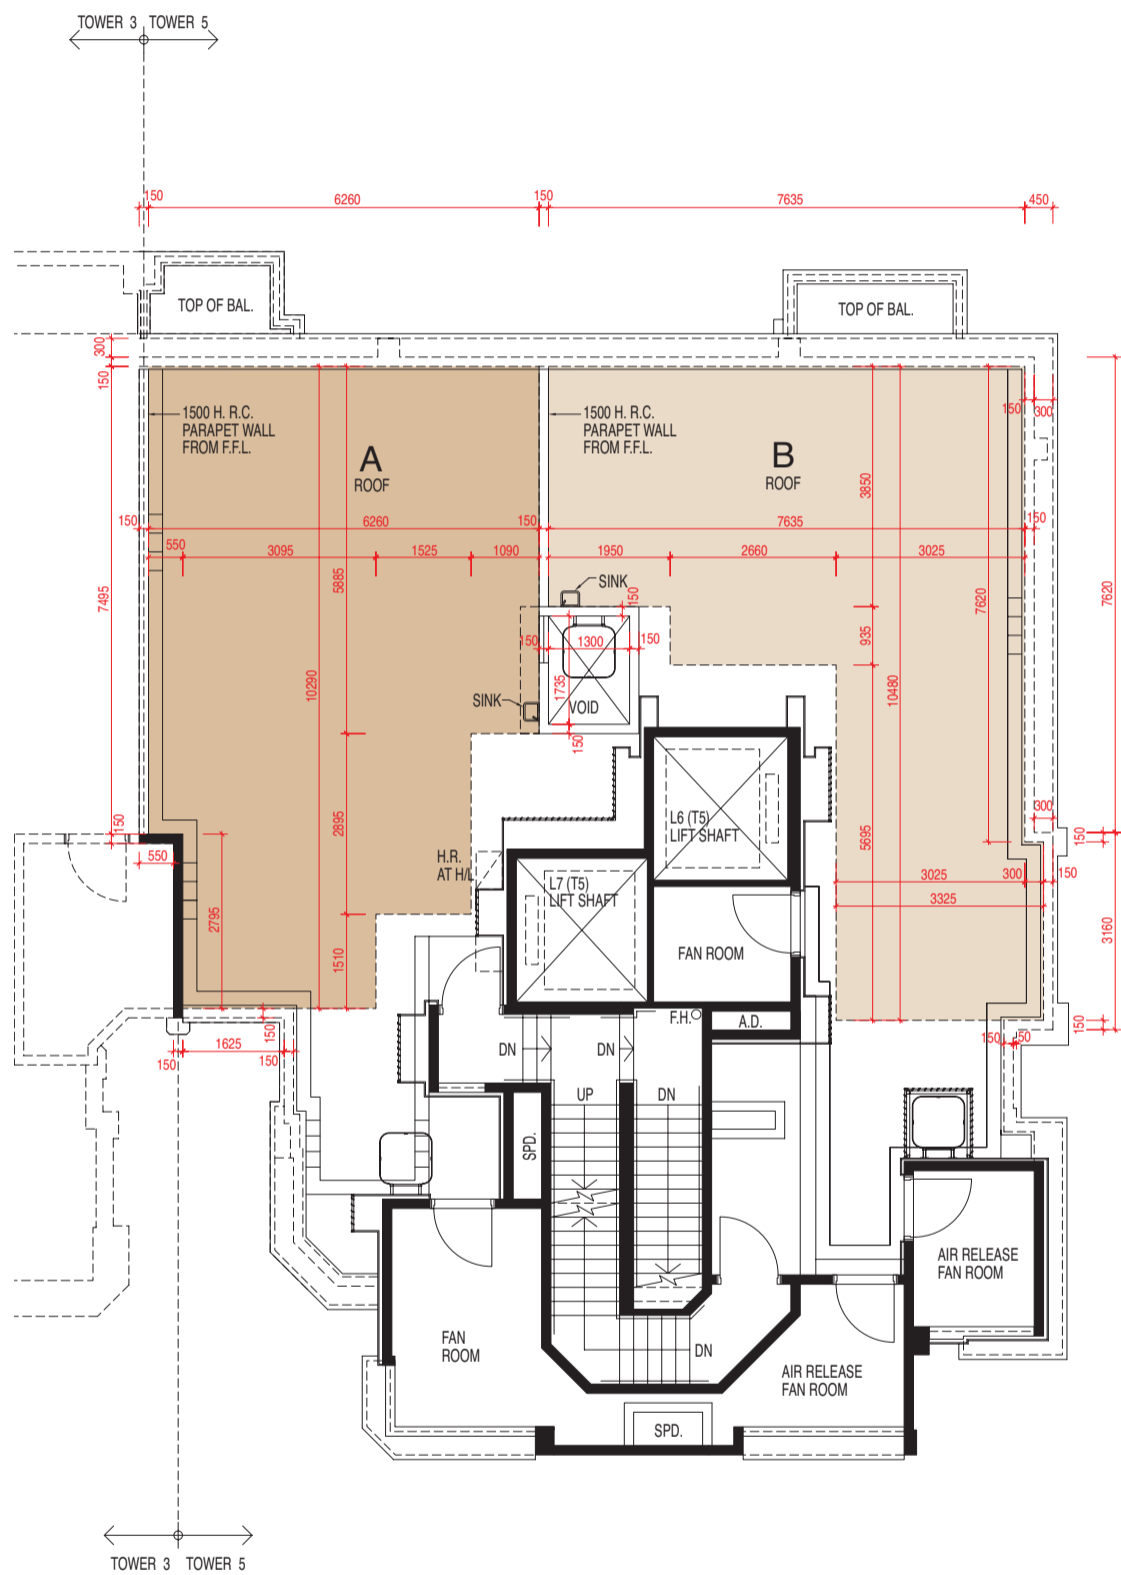 TOWER 3 TOWER 5
150 6260 150 7635 450
TOP OF BAL.
TOP OF BAL.
300
150
1500 H. R.C.
PARAPET WALL
FROM F.F.L.
1500 H. R.C.
PARAPET WALL
FROM F.F.L.
150 300
A
ROOF
B
ROOF
3850
150 6260 150 7635
550 3095 1525 1090 1950 2660 3025
5885
7495
7620
7620
SINK
150
935
150 1300 150
1735
VOID
SINK
150
10290
10480
2895
5695
L6 (T5)
LIFT SHAFT
300
150
150
550
H.R.
AT H/L
L7 (T5)
LIFT SHAFT
3025 300 150
3325
2795
1510
3160
FAN ROOM
F.H.
A.D.
150
150 1625 150
150 50
150
DN
DN
UP
DN
SPD.
FAN
ROOM
DN
AIR RELEASE
FAN ROOM
AIR RELEASE
FAN ROOM
SPD.
TOWER 3 TOWER 5